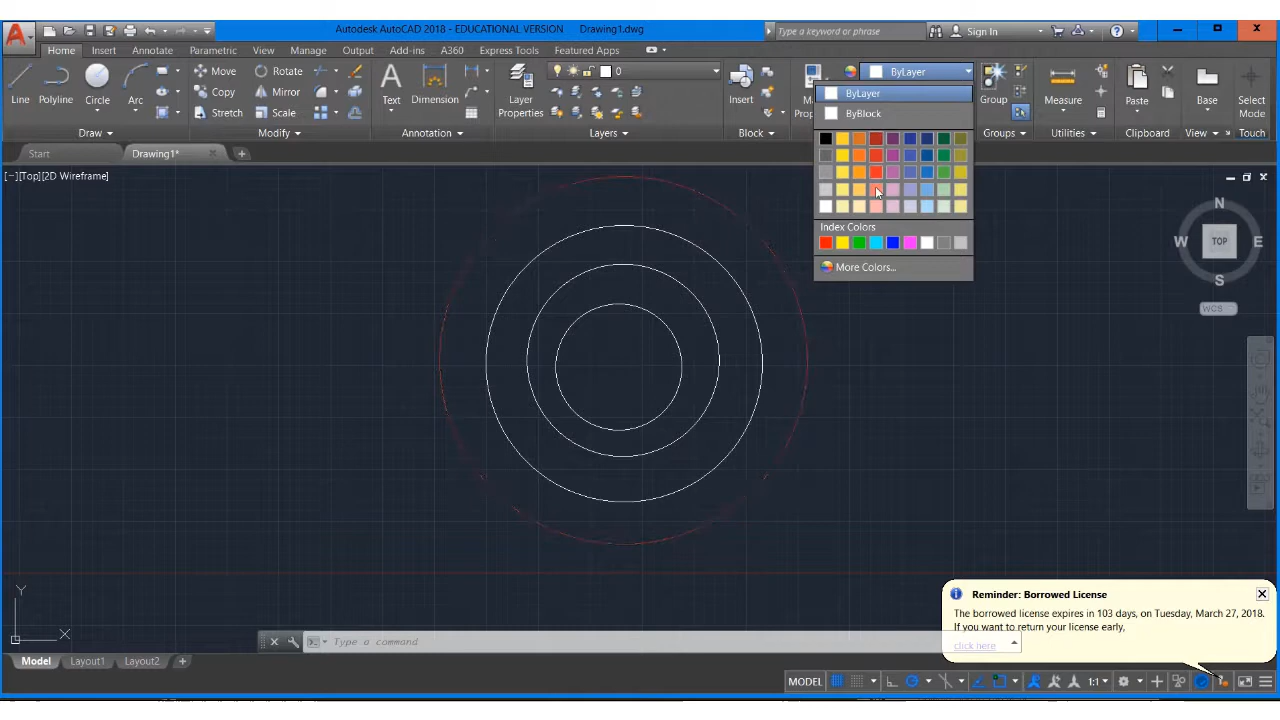 Autodesk AutoCAD 2018 - EDUCATIONAL VERSION Drawing1.dwg
Type a keyword or phrase
Sign In
Home Insert Annotate Parametric View Manage Output Add-ins A360 Express Tools Featured Apps
Line Polyline Circle Arc
Move Rotate
Copy Mirror
Stretch Scale
Text Dimension
Layer
Properties
0
Insert
ByLayer
Group
Measure
Paste
Base
Select
Mode
Draw Modify Annotation Layers Block Groups Utilities Clipboard View Touch
ByLayer
ByBlock
Index Colors
More Colors...
Start Drawing1*
[−][Top][2D Wireframe]
N
W TOP E
S
WCS
Y
X
Reminder: Borrowed License
The borrowed license expires in 103 days, on Tuesday, March 27, 2018.
If you want to return your license early,
click here
Type a command
Model Layout1 Layout2
MODEL 1:1